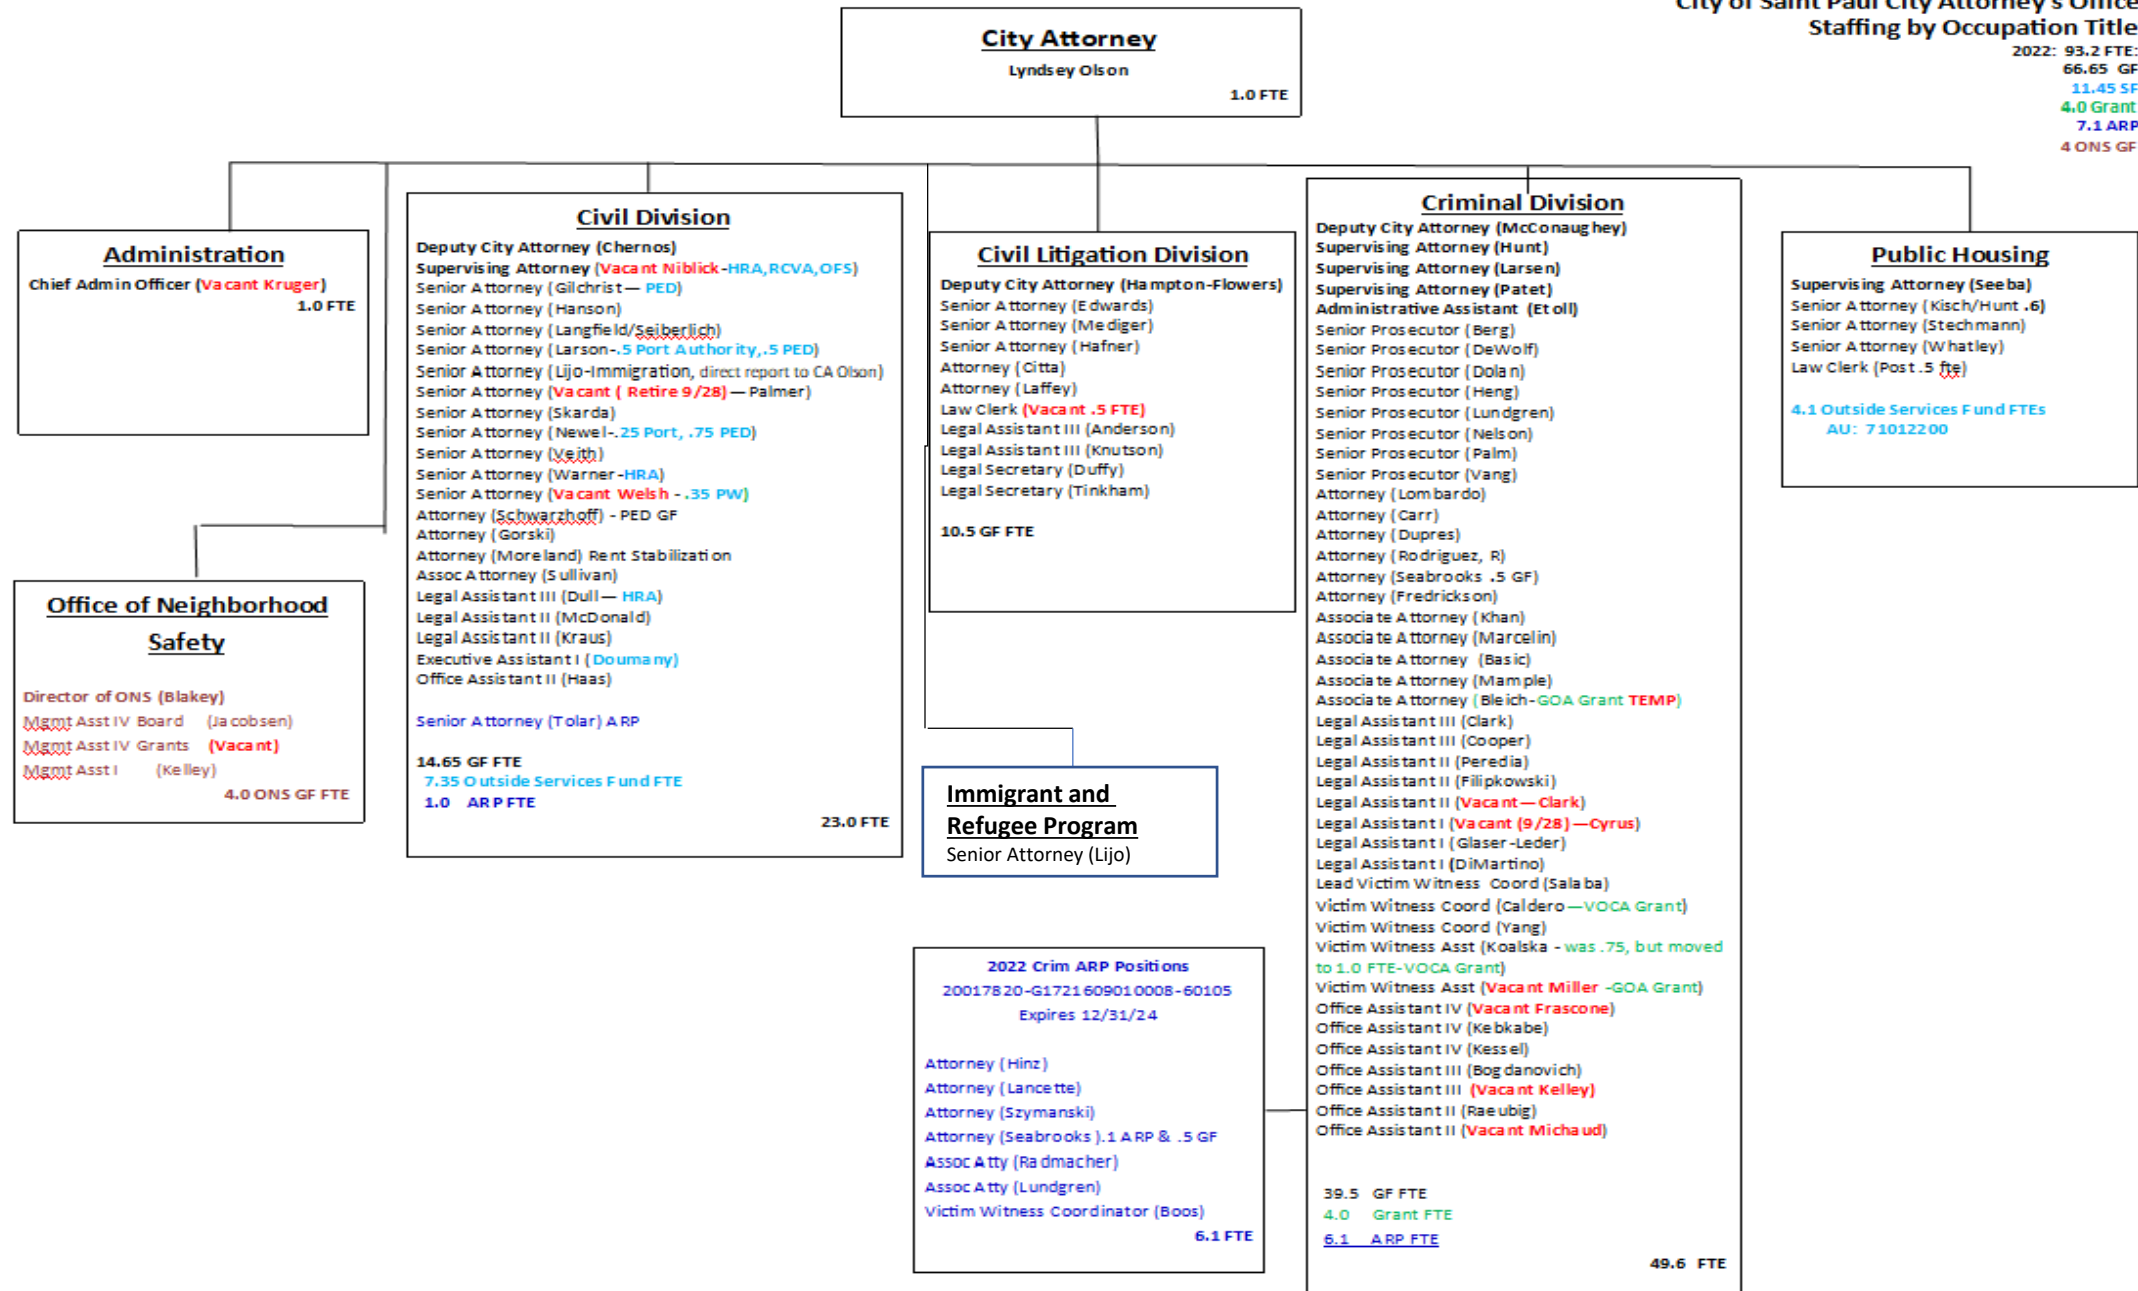 City of Saint Paul City Attorney's Office
Staffing by Occupation Title
2022: 93.2 FTE:
66.65 GF
11.45 SF
4.0 Grant
7.1 ARP
4 ONS GF
City Attorney
Lyndsey Olson
1.0 FTE
Administration
Chief Admin Officer (Vacant Kruger)
1.0 FTE
Office of Neighborhood
Safety
Director of ONS (Blakey)
Mgmt Asst IV Board (Jacobsen)
Mgmt Asst IV Grants (Vacant)
Mgmt Asst I (Kelley)
4.0 ONS GF FTE
Civil Division
Deputy City Attorney (Chernos)
Supervising Attorney (Vacant Niblick-HRA,RCVA,OFS)
Senior Attorney (Gilchrist— PED)
Senior Attorney (Hanson)
Senior Attorney (Langfield/Seiberlich)
Senior Attorney (Larson-.5 Port Authority,.5 PED)
Senior Attorney (Lijo-Immigration, direct report to CA Olson)
Senior Attorney (Vacant ( Retire 9/28) — Palmer)
Senior Attorney (Skarda)
Senior Attorney (Newel-.25 Port, .75 PED)
Senior Attorney (Veith)
Senior Attorney (Warner-HRA)
Senior Attorney (Vacant Welsh - .35 PW)
Attorney (Schwarzhoff) - PED GF
Attorney (Gorski)
Attorney (Moreland) Rent Stabilization
Assoc Attorney (Sullivan)
Legal Assistant III (Dull— HRA)
Legal Assistant II (McDonald)
Legal Assistant II (Kraus)
Executive Assistant I (Doumany)
Office Assistant II (Haas)
Senior Attorney (Tolar) ARP
14.65 GF FTE
7.35 Outside Services Fund FTE
1.0 ARP FTE
23.0 FTE
Civil Litigation Division
Deputy City Attorney (Hampton-Flowers)
Senior Attorney (Edwards)
Senior Attorney (Mediger)
Senior Attorney (Hafner)
Attorney (Citta)
Attorney (Laffey)
Law Clerk (Vacant .5 FTE)
Legal Assistant III (Anderson)
Legal Assistant III (Knutson)
Legal Secretary (Duffy)
Legal Secretary (Tinkham)
10.5 GF FTE
Immigrant and
Refugee Program
Senior Attorney (Lijo)
2022 Crim ARP Positions
20017820-G1721609010008-60105
Expires 12/31/24
Attorney (Hinz)
Attorney (Lancette)
Attorney (Szymanski)
Attorney (Seabrooks ).1 ARP & .5 GF
Assoc Atty (Radmacher)
Assoc Atty (Lundgren)
Victim Witness Coordinator (Boos)
6.1 FTE
Criminal Division
Deputy City Attorney (McConaughey)
Supervising Attorney (Hunt)
Supervising Attorney (Larsen)
Supervising Attorney (Patet)
Administrative Assistant (Etoll)
Senior Prosecutor (Berg)
Senior Prosecutor (DeWolf)
Senior Prosecutor (Dolan)
Senior Prosecutor (Heng)
Senior Prosecutor (Lundgren)
Senior Prosecutor (Nelson)
Senior Prosecutor (Palm)
Senior Prosecutor (Vang)
Attorney (Lombardo)
Attorney (Carr)
Attorney (Dupres)
Attorney (Rodriguez, R)
Attorney (Seabrooks .5 GF)
Attorney (Fredrickson)
Associate Attorney (Khan)
Associate Attorney (Marcelin)
Associate Attorney (Basic)
Associate Attorney (Mample)
Associate Attorney (Bleich-GOA Grant TEMP)
Legal Assistant III (Clark)
Legal Assistant III (Cooper)
Legal Assistant II (Peredia)
Legal Assistant II (Filipkowski)
Legal Assistant II (Vacant—Clark)
Legal Assistant I (Vacant (9/28)—Cyrus)
Legal Assistant I (Glaser-Leder)
Legal Assistant I (DiMartino)
Lead Victim Witness Coord (Salaba)
Victim Witness Coord (Caldero—VOCA Grant)
Victim Witness Coord (Yang)
Victim Witness Asst (Koalska - was .75, but moved
to 1.0 FTE-VOCA Grant)
Victim Witness Asst (Vacant Miller -GOA Grant)
Office Assistant IV (Vacant Frascone)
Office Assistant IV (Kebkabe)
Office Assistant IV (Kessel)
Office Assistant III (Bogdanovich)
Office Assistant III (Vacant Kelley)
Office Assistant II (Raeubig)
Office Assistant II (Vacant Michaud)
39.5 GF FTE
4.0 Grant FTE
6.1 ARP FTE
49.6 FTE
Public Housing
Supervising Attorney (Seeba)
Senior Attorney (Kisch/Hunt .6)
Senior Attorney (Stechmann)
Senior Attorney (Whatley)
Law Clerk (Post .5 fte)
4.1 Outside Services Fund FTEs
AU: 71012200